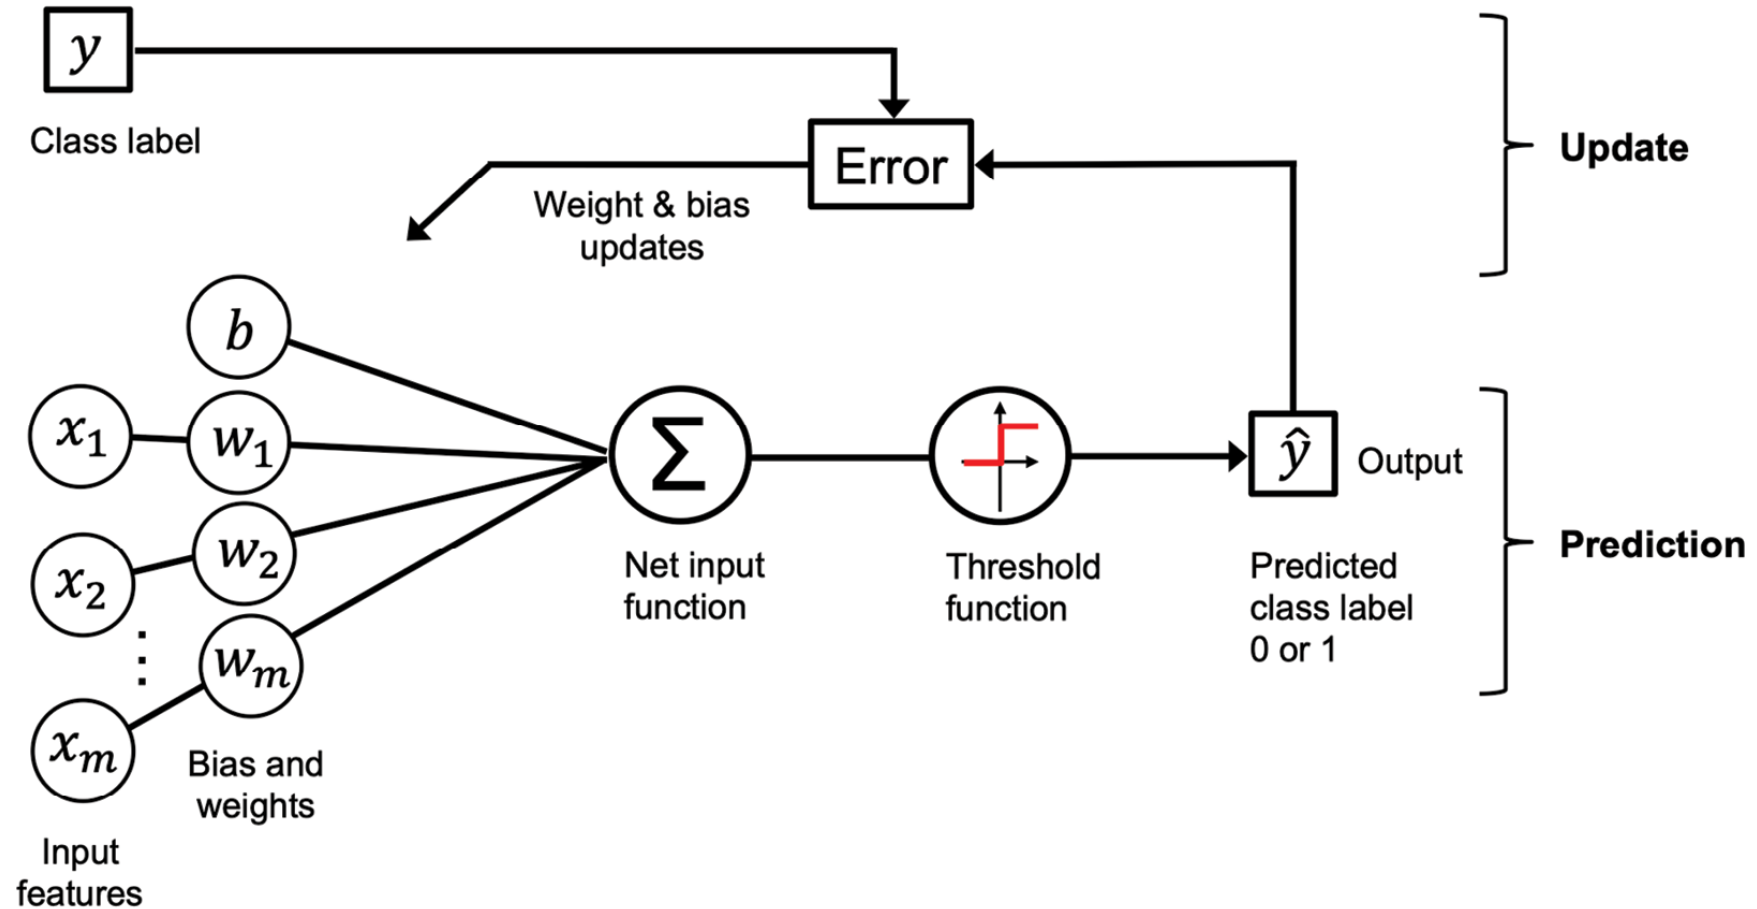 y
Class label
Error
Update
Weight & bias
updates
b
x₁
w₁
Σ
ŷ
Output
x₂
w₂
Net input
function
Threshold
function
Predicted
class label
0 or 1
Prediction
⋮
wₘ
xₘ
Bias and
weights
Input
features